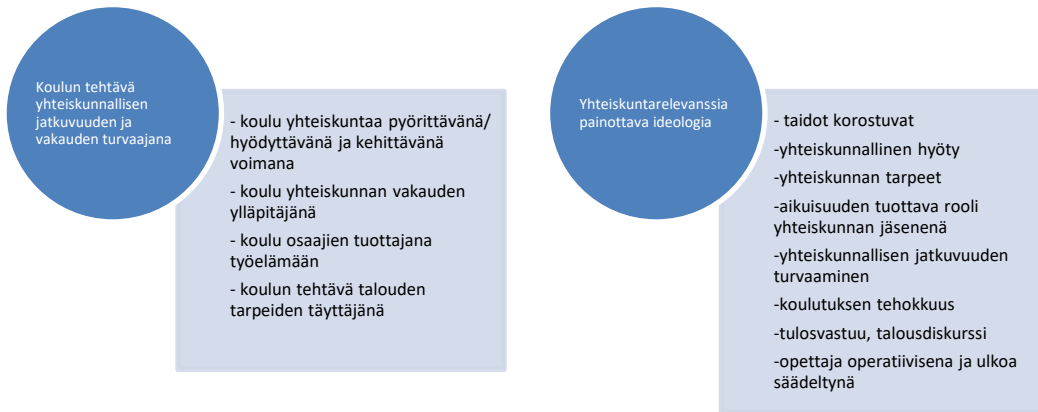 Koulun tehtävä
yhteiskunnallisen
jatkuvuuden ja
vakauden turvaajana
- koulu yhteiskuntaa pyörittävänä/
hyödyttävänä ja kehittävänä
voimana
- koulu yhteiskunnan vakauden
ylläpitäjänä
- koulu osaajien tuottajana
työelämään
- koulun tehtävä talouden
tarpeiden täyttäjänä
Yhteiskuntarelevanssia
painottava ideologia
- taidot korostuvat
-yhteiskunnallinen hyöty
-yhteiskunnan tarpeet
-aikuisuuden tuottava rooli
yhteiskunnan jäsenenä
-yhteiskunnallisen jatkuvuuden
turvaaminen
-koulutuksen tehokkuus
-tulosvastuu, talousdiskurssi
-opettaja operatiivisena ja ulkoa
säädeltynä